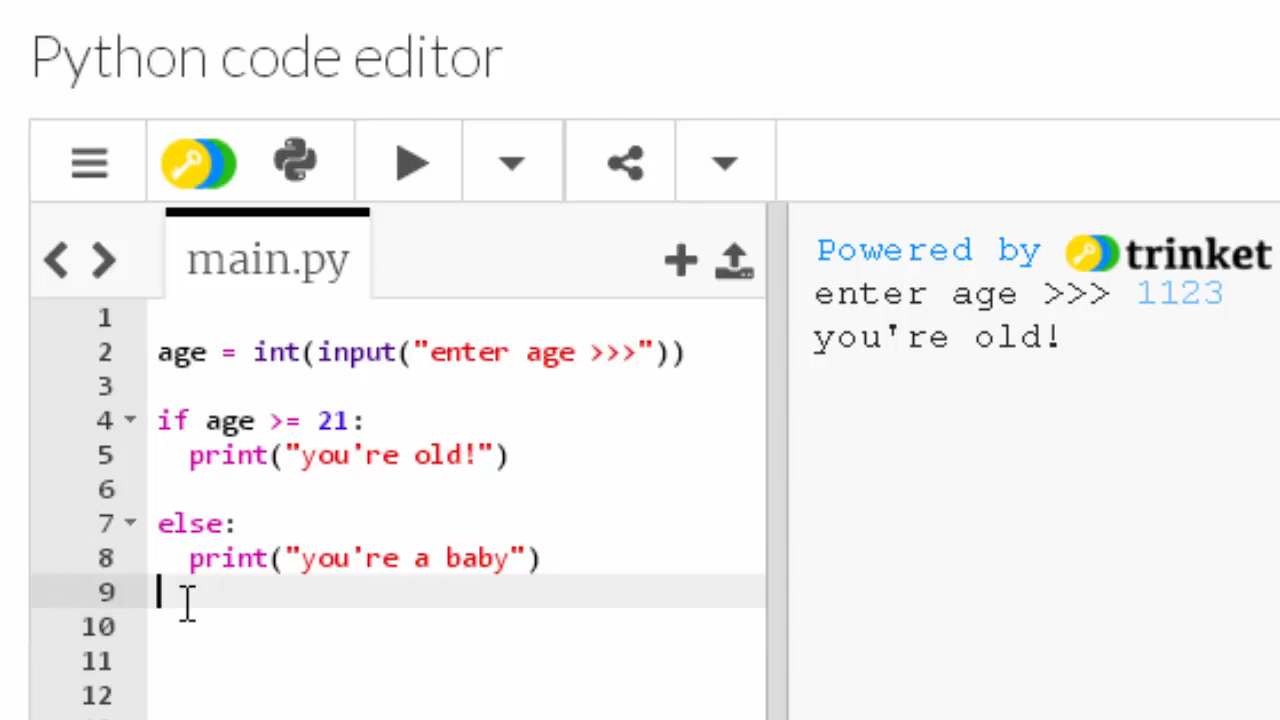 Python code editor
main.py
1
2 age = int(input("enter age >>>"))
3
4 if age >= 21:
5 print("you're old!")
6
7 else:
8 print("you're a baby")
9
10
11
12
Powered by trinket
enter age >>> 1123
you're old!